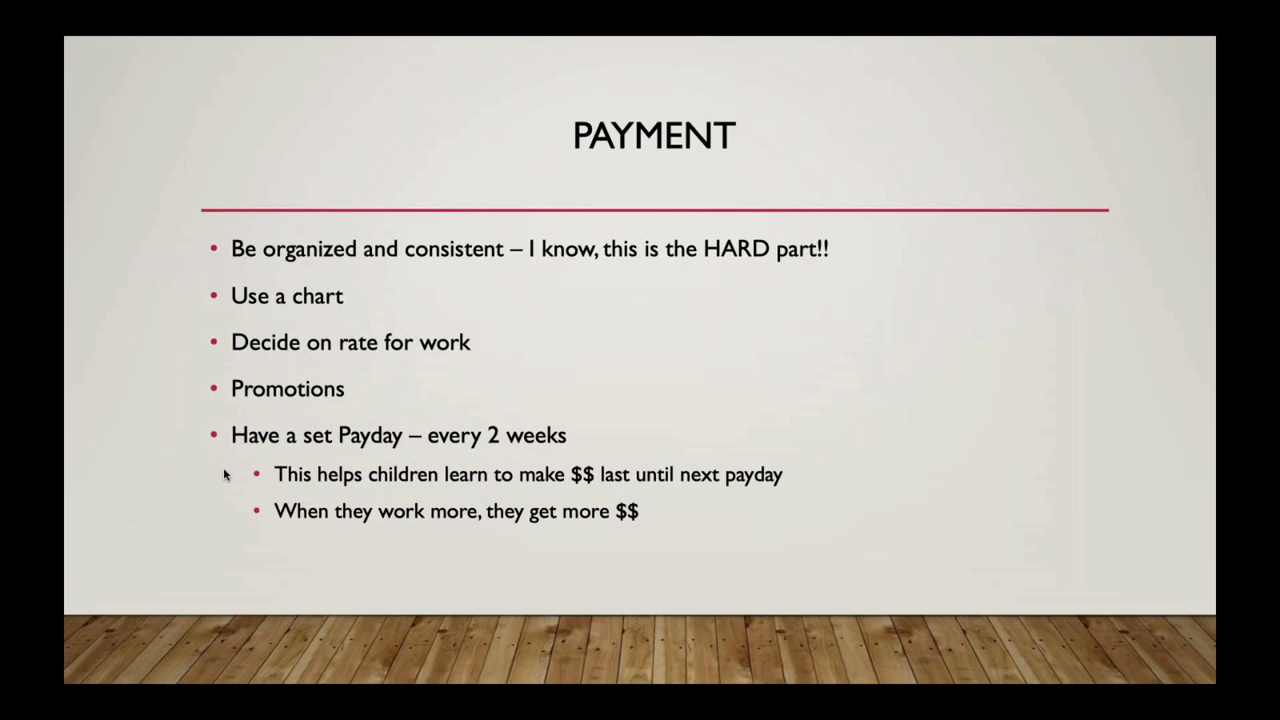 PAYMENT
• Be organized and consistent – I know, this is the HARD part!!
• Use a chart
• Decide on rate for work
• Promotions
• Have a set Payday – every 2 weeks
• This helps children learn to make $$ last until next payday
• When they work more, they get more $$